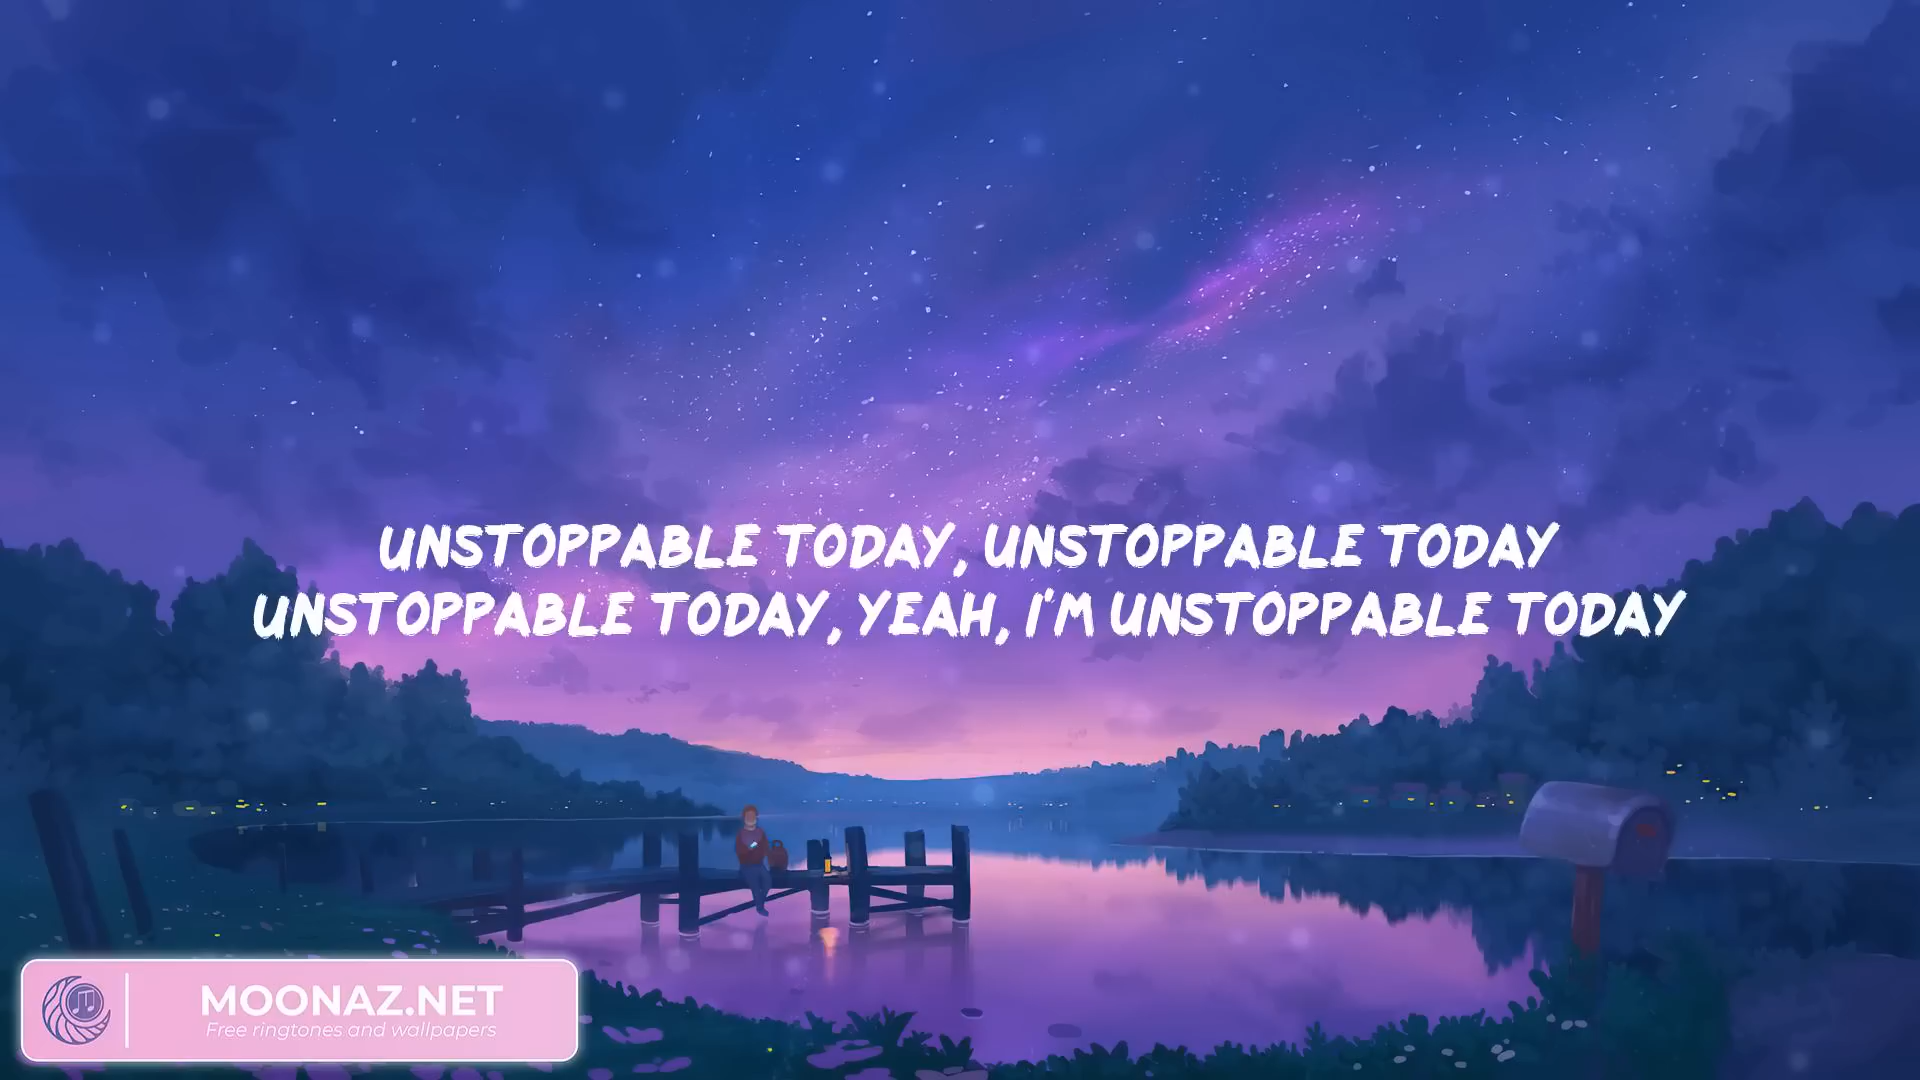 UNSTOPPABLE TODAY, UNSTOPPABLE TODAY
UNSTOPPABLE TODAY, YEAH, I'M UNSTOPPABLE TODAY
MOONAZ.NET
Free ringtones and wallpapers